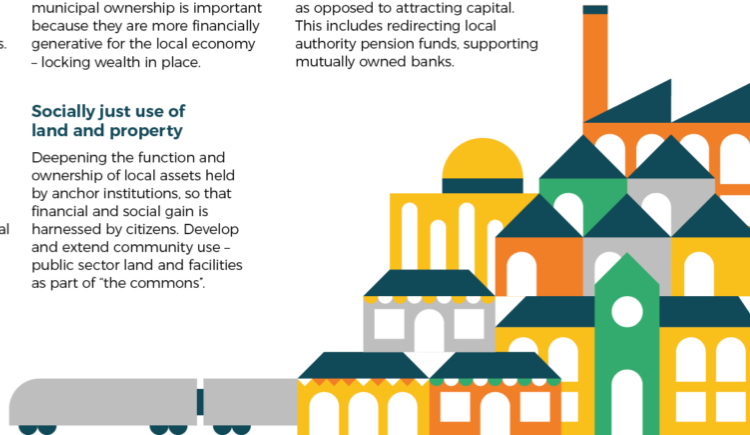 municipal ownership is important
because they are more financially
generative for the local economy
– locking wealth in place.
Socially just use of
land and property
Deepening the function and
ownership of local assets held
by anchor institutions, so that
financial and social gain is
harnessed by citizens. Develop
and extend community use –
public sector land and facilities
as part of “the commons”.
as opposed to attracting capital.
This includes redirecting local
authority pension funds, supporting
mutually owned banks.